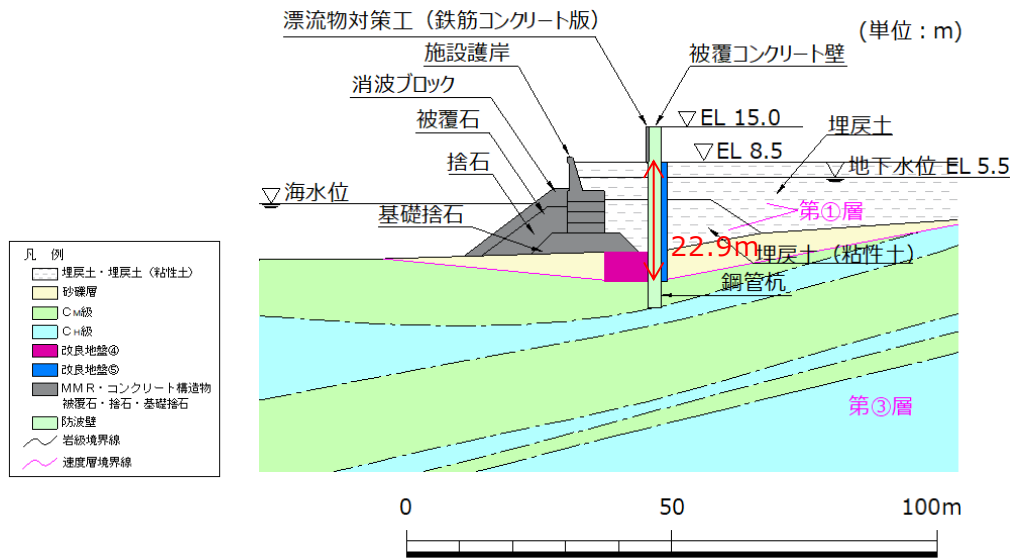 漂流物対策工（鉄筋コンクリート版）
(単位：m)
施設護岸
被覆コンクリート壁
消波ブロック
被覆石
EL 15.0
埋戻土
捨石
EL 8.5
地下水位 EL 5.5
海水位
基礎捨石
第①層
22.9m
埋戻土（粘性土）
鋼管杭
第③層
凡　例
埋戻土・埋戻土（粘性土）
砂礫層
ＣM級
ＣH級
改良地盤④
改良地盤⑤
ＭＭＲ・コンクリート構造物
被覆石・捨石・基礎捨石
防波壁
岩級境界線
速度層境界線
0 50 100m